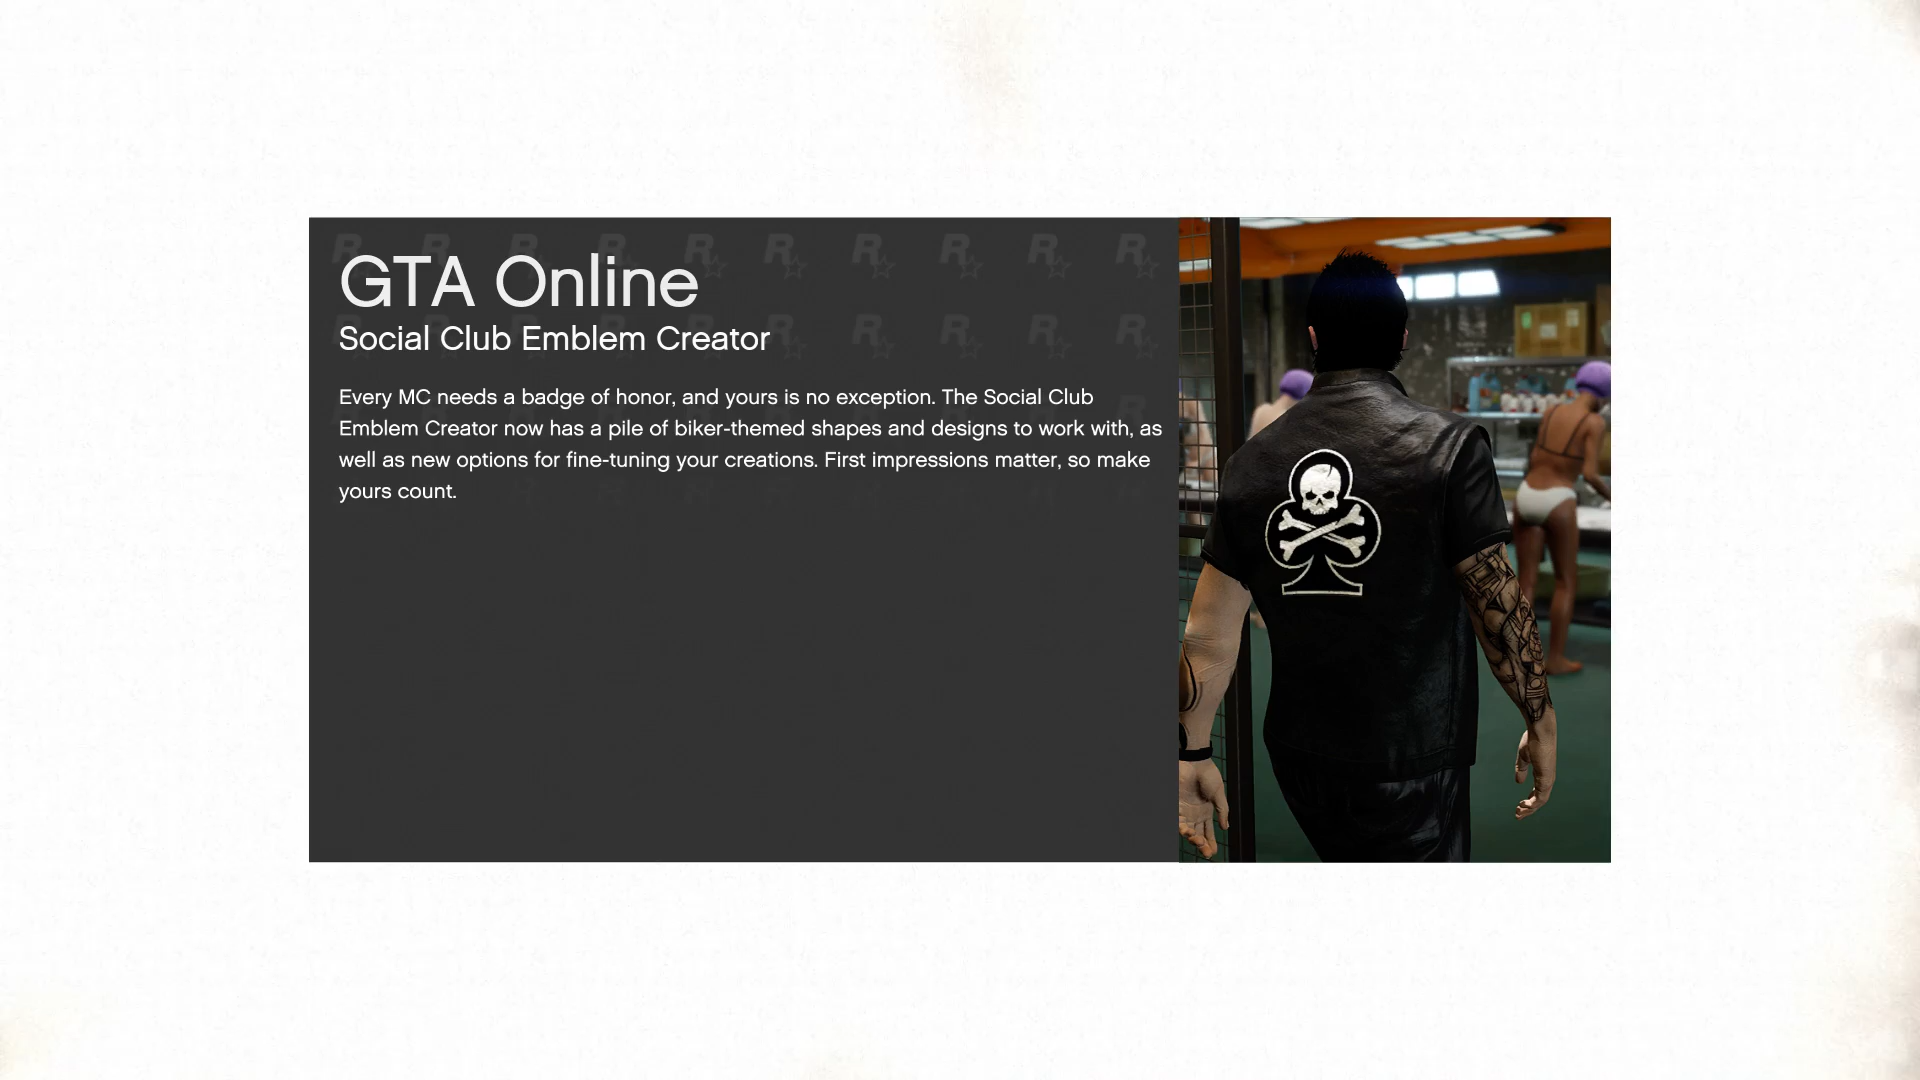 GTA Online
Social Club Emblem Creator
Every MC needs a badge of honor, and yours is no exception. The Social Club
Emblem Creator now has a pile of biker-themed shapes and designs to work with, as
well as new options for fine-tuning your creations. First impressions matter, so make
yours count.